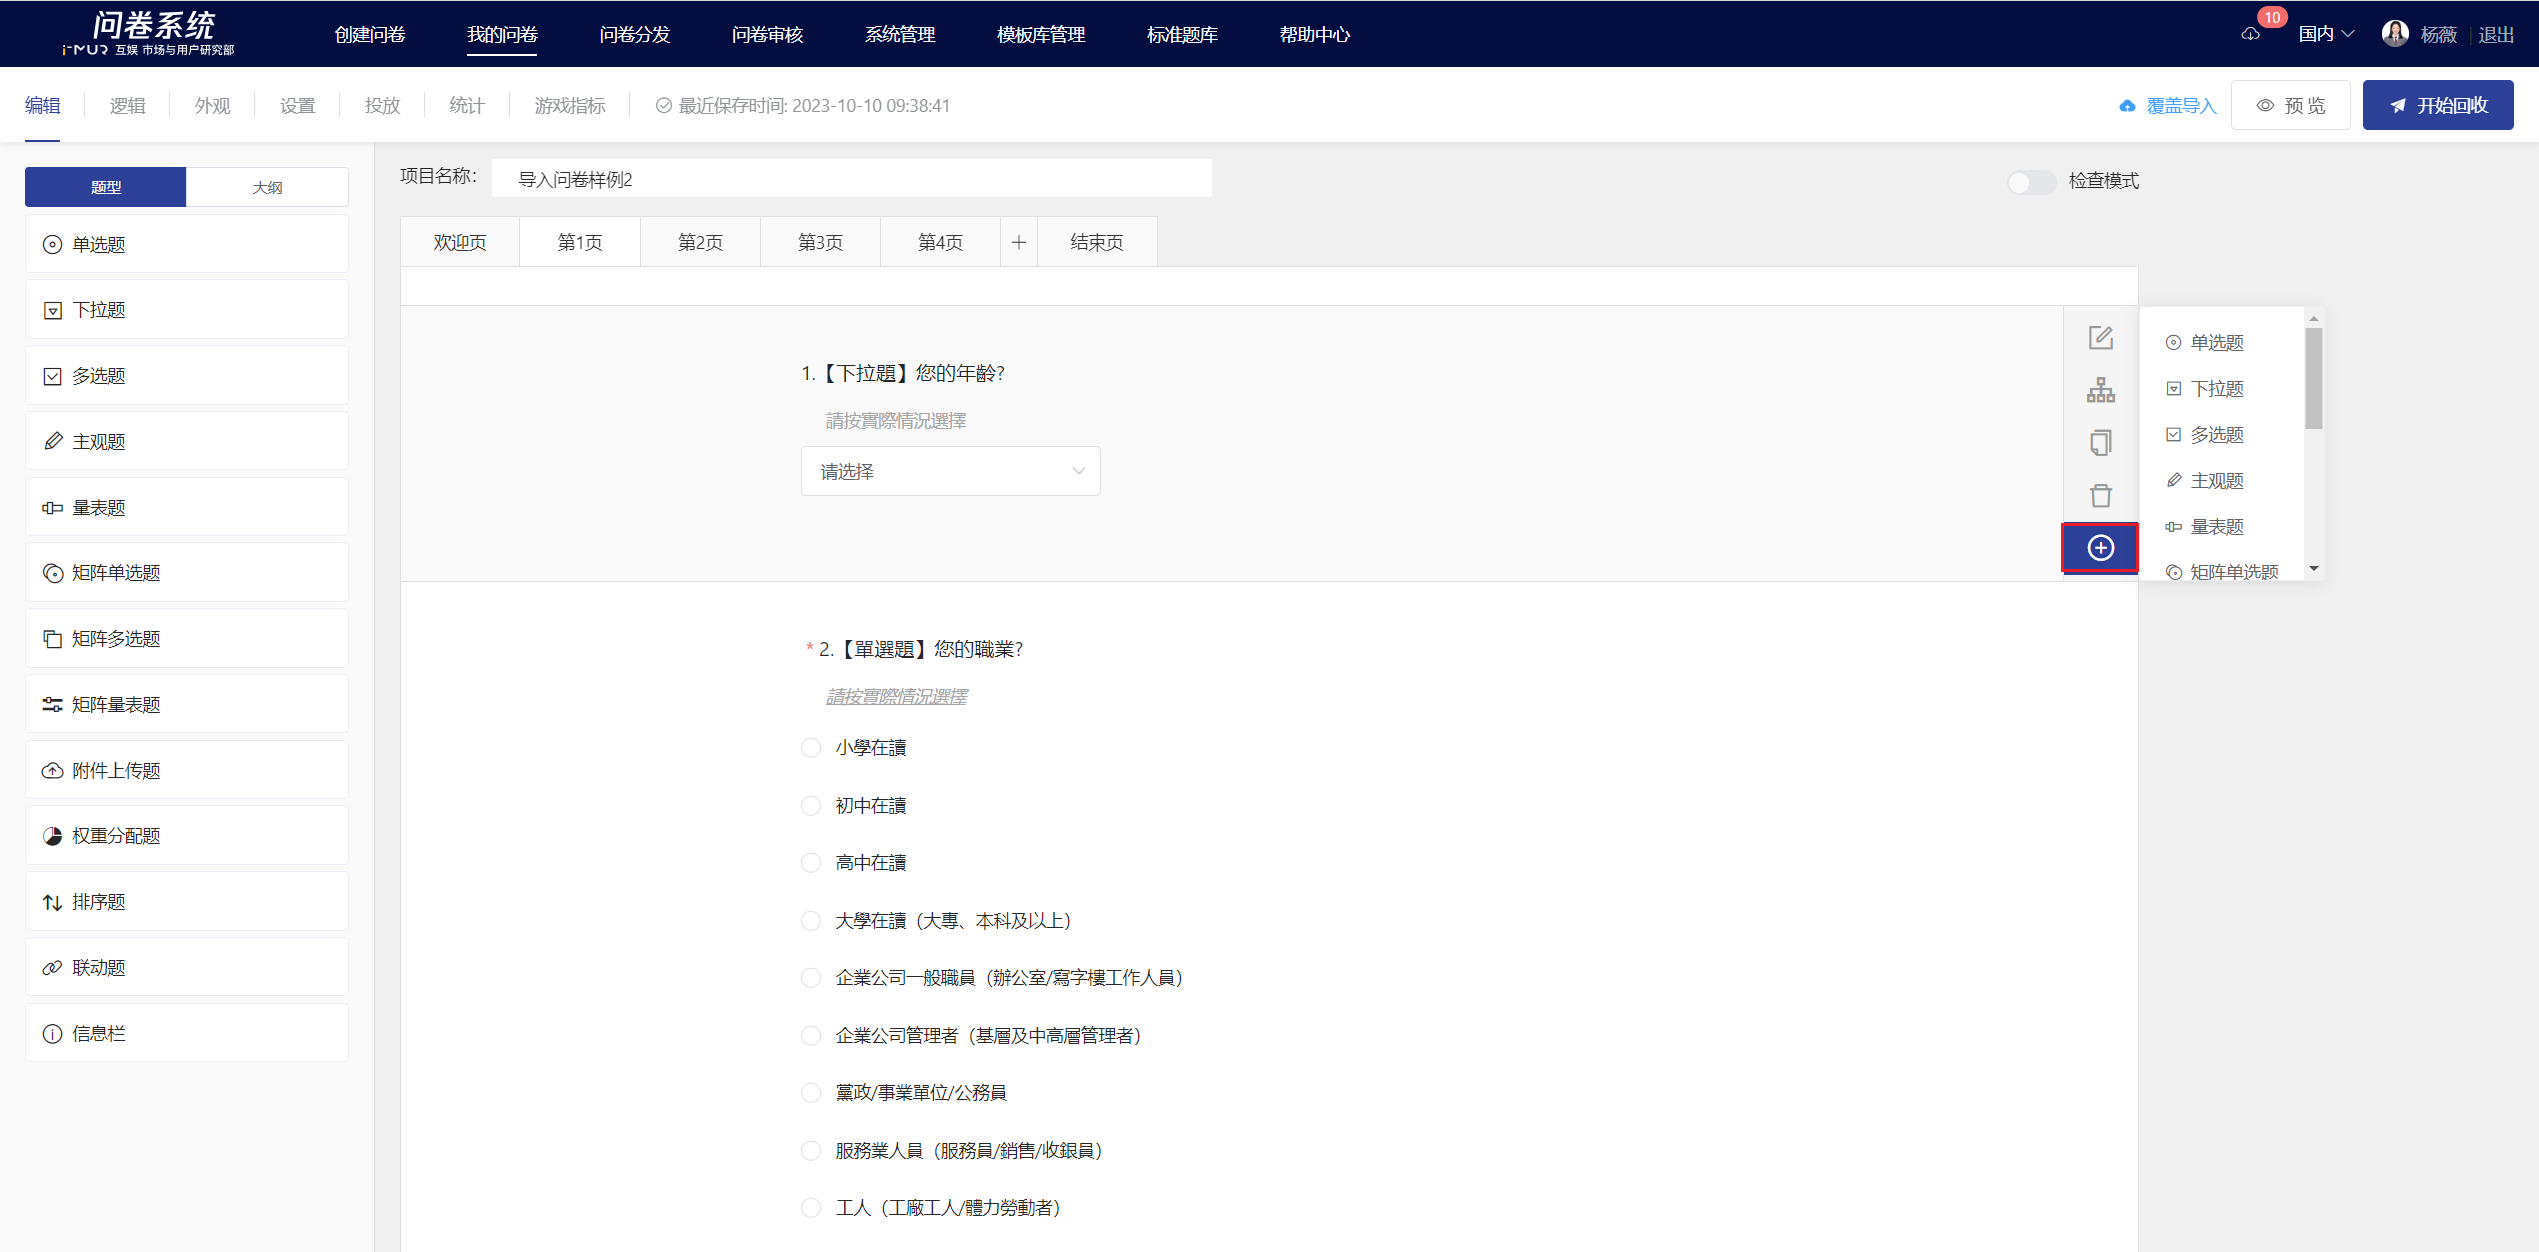 问卷系统
i-MUR 互娱 市场与用户研究部
创建问卷
我的问卷
问卷分发
问卷审核
系统管理
模板库管理
标准题库
帮助中心
10
国内
杨薇
退出
编辑
逻辑
外观
设置
投放
统计
游戏指标
最近保存时间: 2023-10-10 09:38:41
覆盖导入
预 览
开始回收
题型
大纲
单选题
下拉题
多选题
主观题
量表题
矩阵单选题
矩阵多选题
矩阵量表题
附件上传题
权重分配题
排序题
联动题
信息栏
项目名称:
导入问卷样例2
检查模式
欢迎页
第1页
第2页
第3页
第4页
+
结束页
1.【下拉題】您的年齡?
請按實際情況選擇
请选择
单选题
下拉题
多选题
主观题
量表题
矩阵单选题
* 2.【單選題】您的職業?
請按實際情況選擇
小學在讀
初中在讀
高中在讀
大學在讀（大專、本科及以上）
企業公司一般職員（辦公室/寫字樓工作人員）
企業公司管理者（基層及中高層管理者）
黨政/事業單位/公務員
服務業人員（服務員/銷售/收銀員）
工人（工廠工人/體力勞動者）